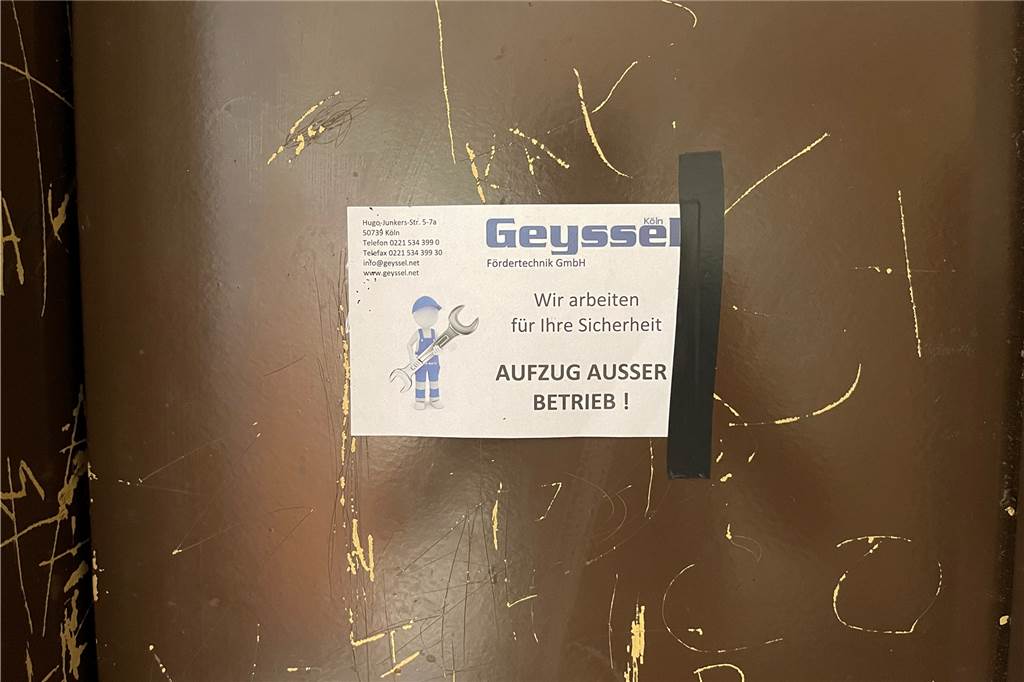 Hugo-Junkers-Str. 5-7a
50739 Köln
Telefon 0221 534 399 0
Telefax 0221 534 399 30
info@geyssel.net
www.geyssel.net
Köln
Geyssel
Fördertechnik GmbH
Wir arbeiten
für Ihre Sicherheit
AUFZUG AUSSER
BETRIEB !